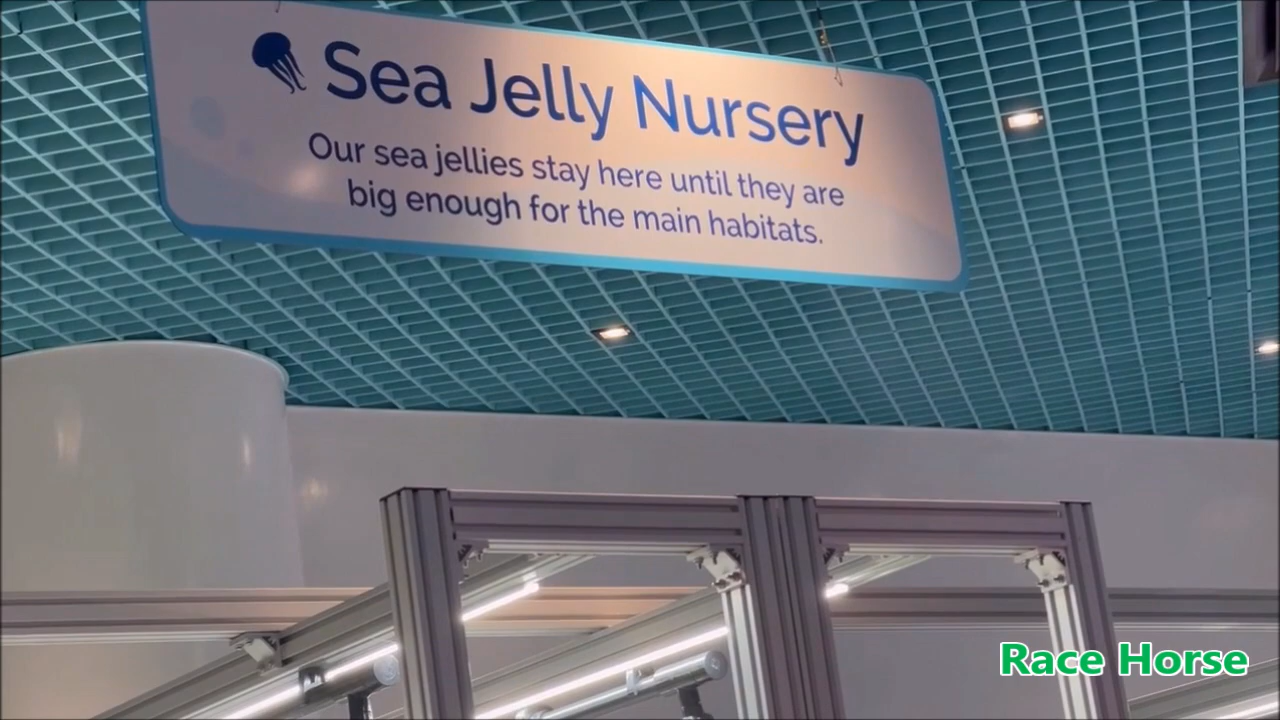 Sea Jelly Nursery
Our sea jellies stay here until they are
big enough for the main habitats.
Race Horse